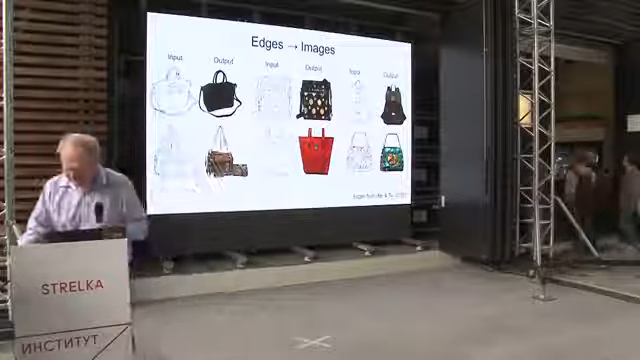 Edges → Images
Input Output Input Output Input Output
STRELKA
ИНСТИТУТ